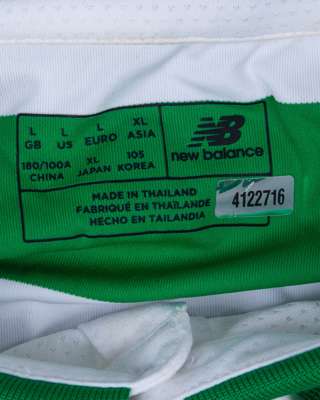 L L L XL
GB US EURO ASIA
180/100A XL 105
CHINA JAPAN KOREA
NB
new balance
MADE IN THAILAND
FABRIQUÉ EN THAÏLANDE
HECHO EN TAILANDIA
4122716